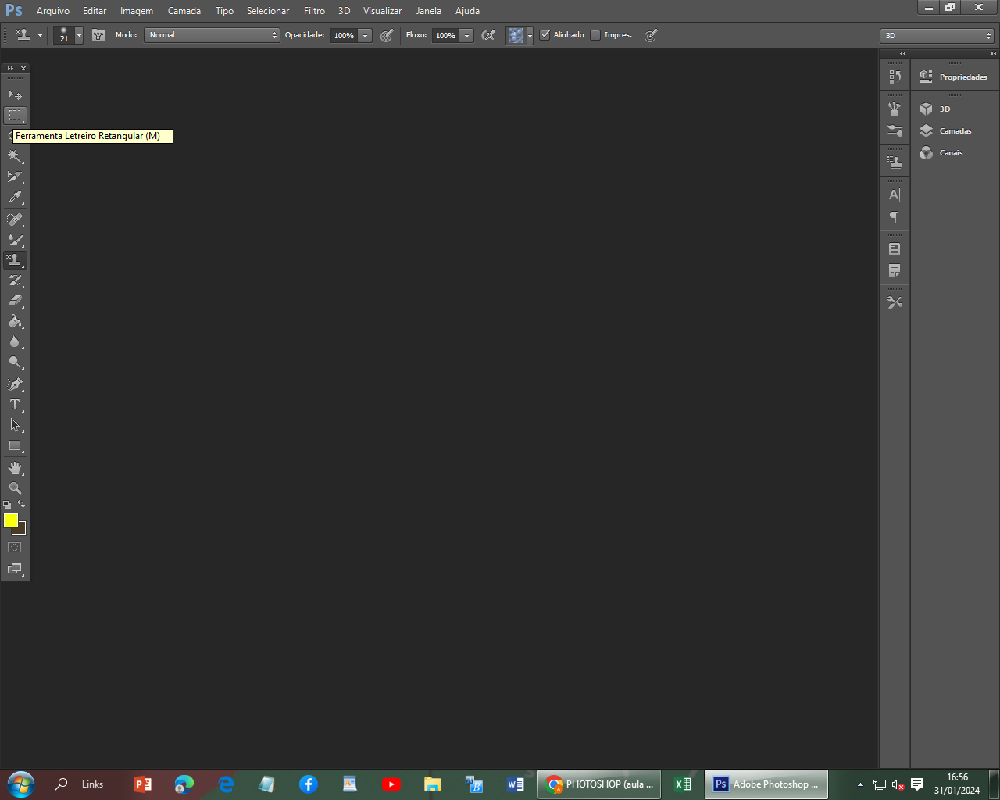 Ps Arquivo Editar Imagem Camada Tipo Selecionar Filtro 3D Visualizar Janela Ajuda
21 Modo: Normal Opacidade: 100% Fluxo: 100% Alinhado Impres. 3D
Propriedades
3D
Ferramenta Letreiro Retangular (M)
Camadas
Canais
A
T
Links PHOTOSHOP (aula ... Ps Adobe Photoshop ... 16:56
31/01/2024